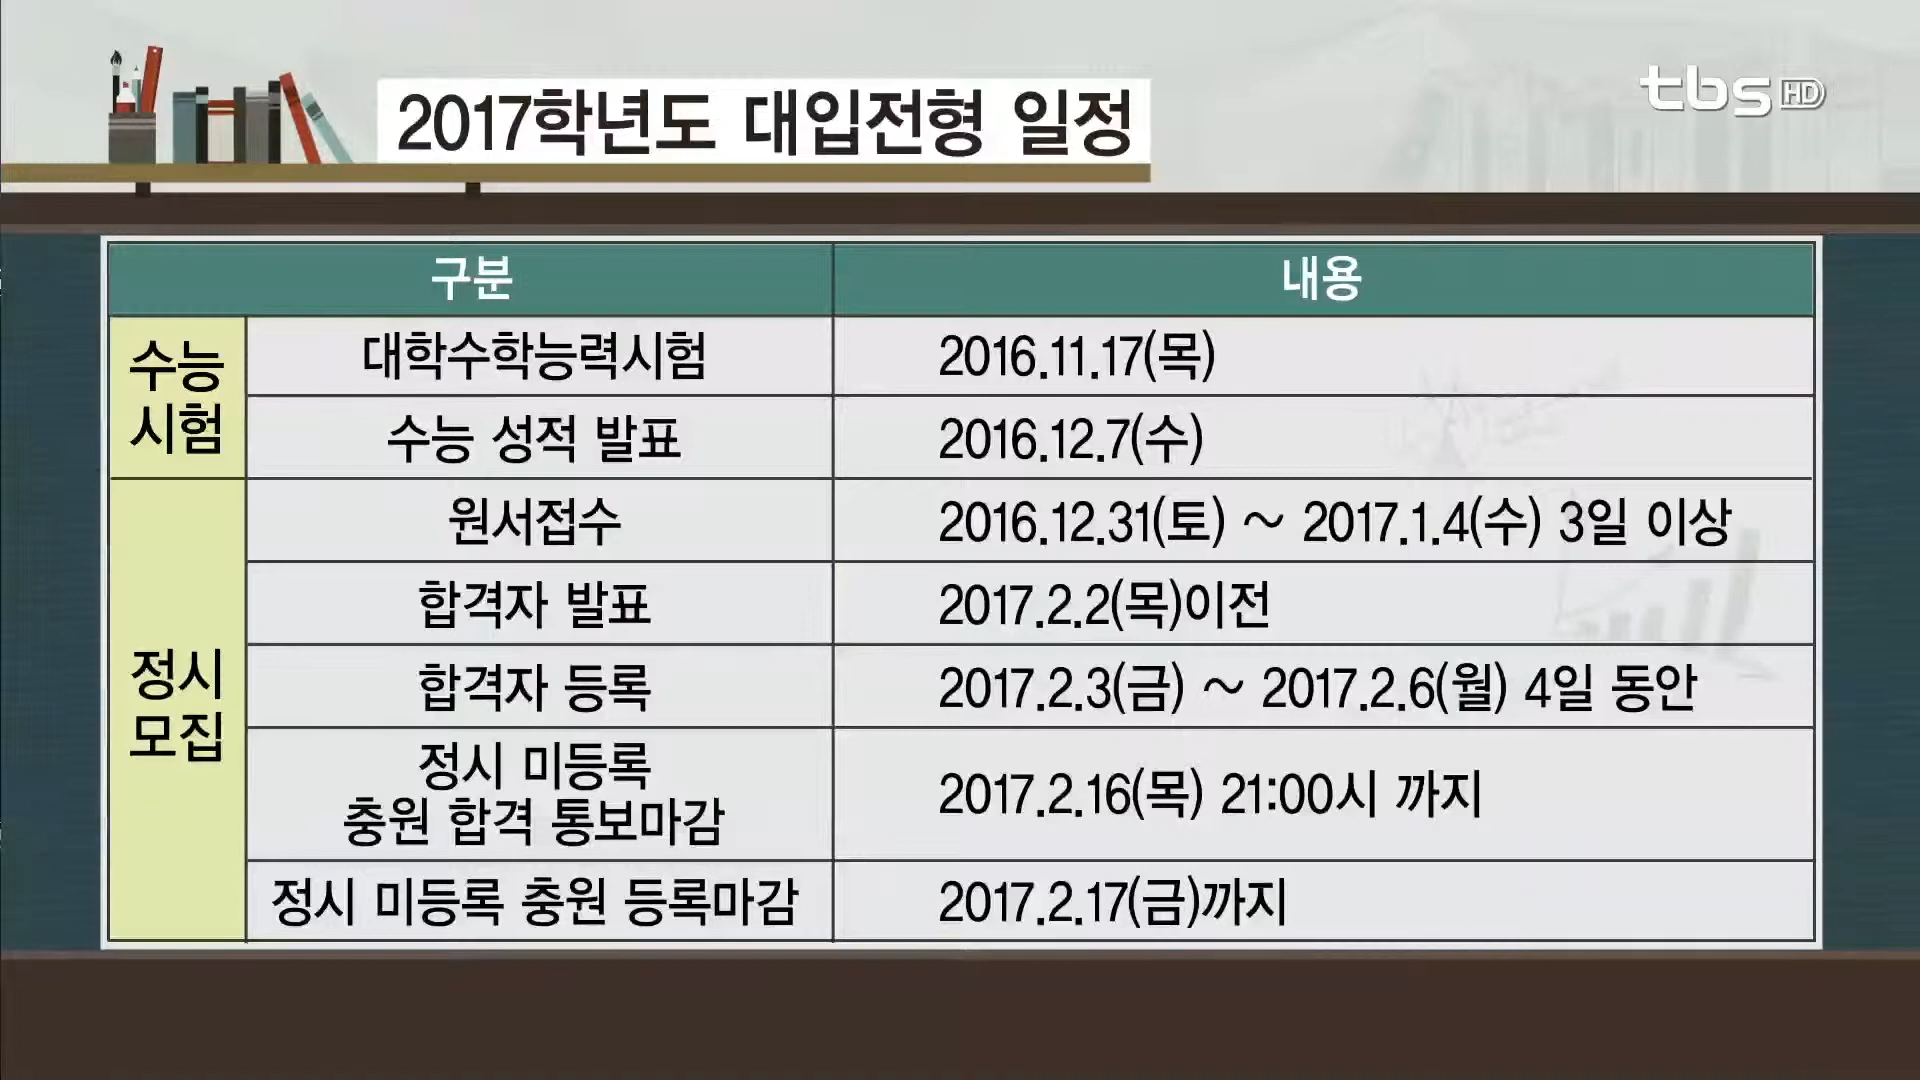 2017학년도 대입전형 일정
tbs HD
구분 내용
수능 시험
대학수학능력시험 2016.11.17(목)
수능 성적 발표 2016.12.7(수)
정시 모집
원서접수 2016.12.31(토) ~ 2017.1.4(수) 3일 이상
합격자 발표 2017.2.2(목)이전
합격자 등록 2017.2.3(금) ~ 2017.2.6(월) 4일 동안
정시 미등록
충원 합격 통보마감 2017.2.16(목) 21:00시 까지
정시 미등록 충원 등록마감 2017.2.17(금)까지